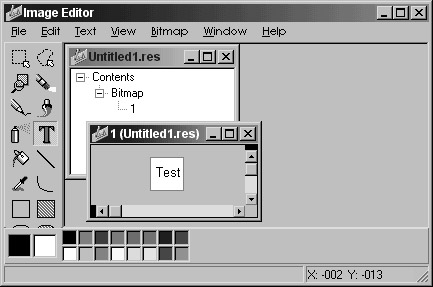 Image Editor
File Edit Text View Bitmap Window Help
Untitled1.res
Contents
Bitmap
1
1 (Untitled1.res)
Test
T
X: -002 Y: -013